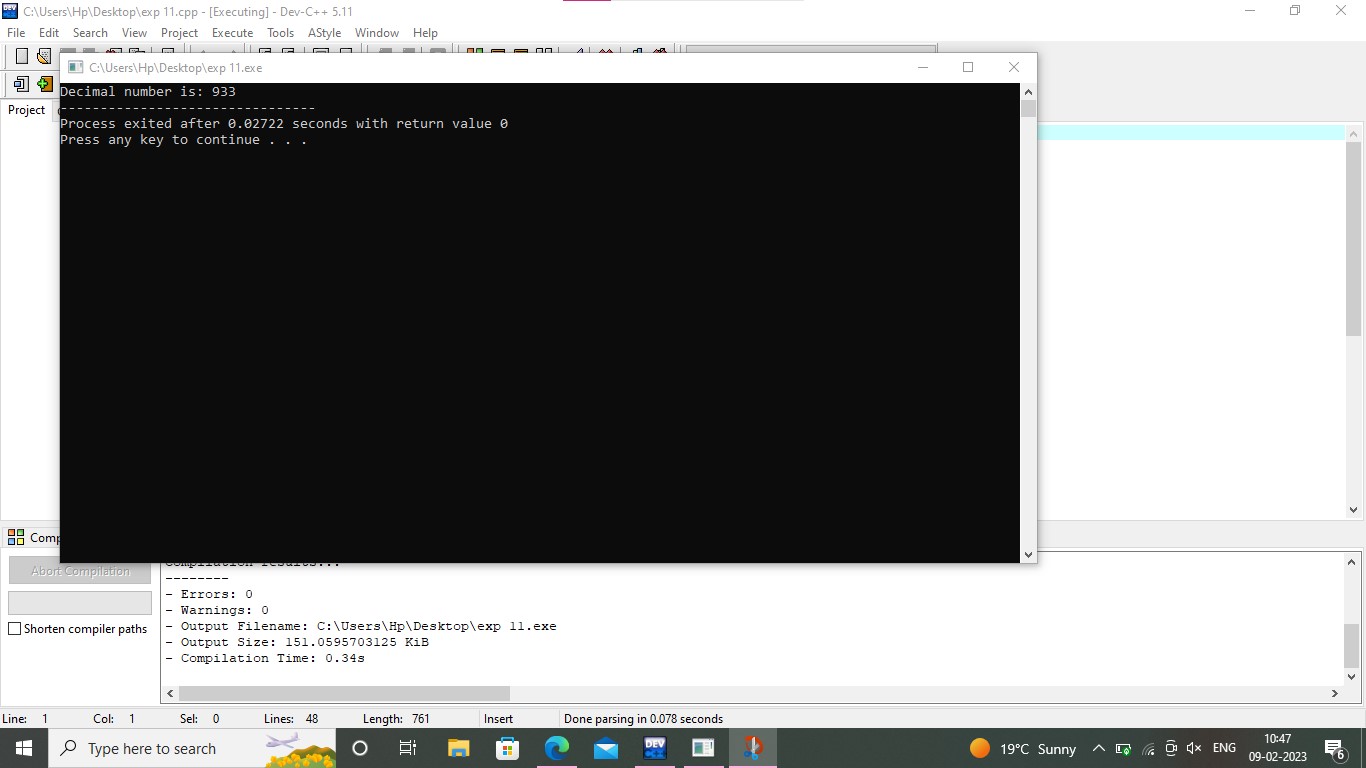 C:\Users\Hp\Desktop\exp 11.cpp - [Executing] - Dev-C++ 5.11
File Edit Search View Project Execute Tools AStyle Window Help
C:\Users\Hp\Desktop\exp 11.exe
Project
Decimal number is: 933
--------------------------------
Process exited after 0.02722 seconds with return value 0
Press any key to continue . . .
Comp
Abort Compilation
Shorten compiler paths
Compilation results...
--------
- Errors: 0
- Warnings: 0
- Output Filename: C:\Users\Hp\Desktop\exp 11.exe
- Output Size: 151.0595703125 KiB
- Compilation Time: 0.34s
Line: 1 Col: 1 Sel: 0 Lines: 48 Length: 761 Insert Done parsing in 0.078 seconds
Type here to search
DEV
19°C Sunny
ENG
10:47
09-02-2023
6